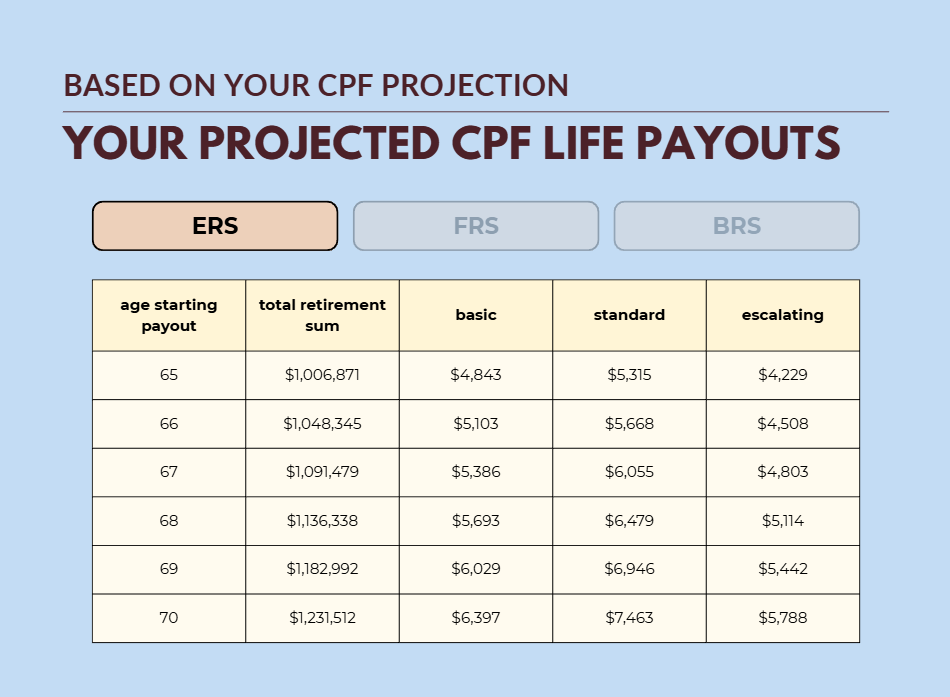 BASED ON YOUR CPF PROJECTION
YOUR PROJECTED CPF LIFE PAYOUTS
ERS FRS BRS
age starting payout total retirement sum basic standard escalating
65 $1,006,871 $4,843 $5,315 $4,229
66 $1,048,345 $5,103 $5,668 $4,508
67 $1,091,479 $5,386 $6,055 $4,803
68 $1,136,338 $5,693 $6,479 $5,114
69 $1,182,992 $6,029 $6,946 $5,442
70 $1,231,512 $6,397 $7,463 $5,788